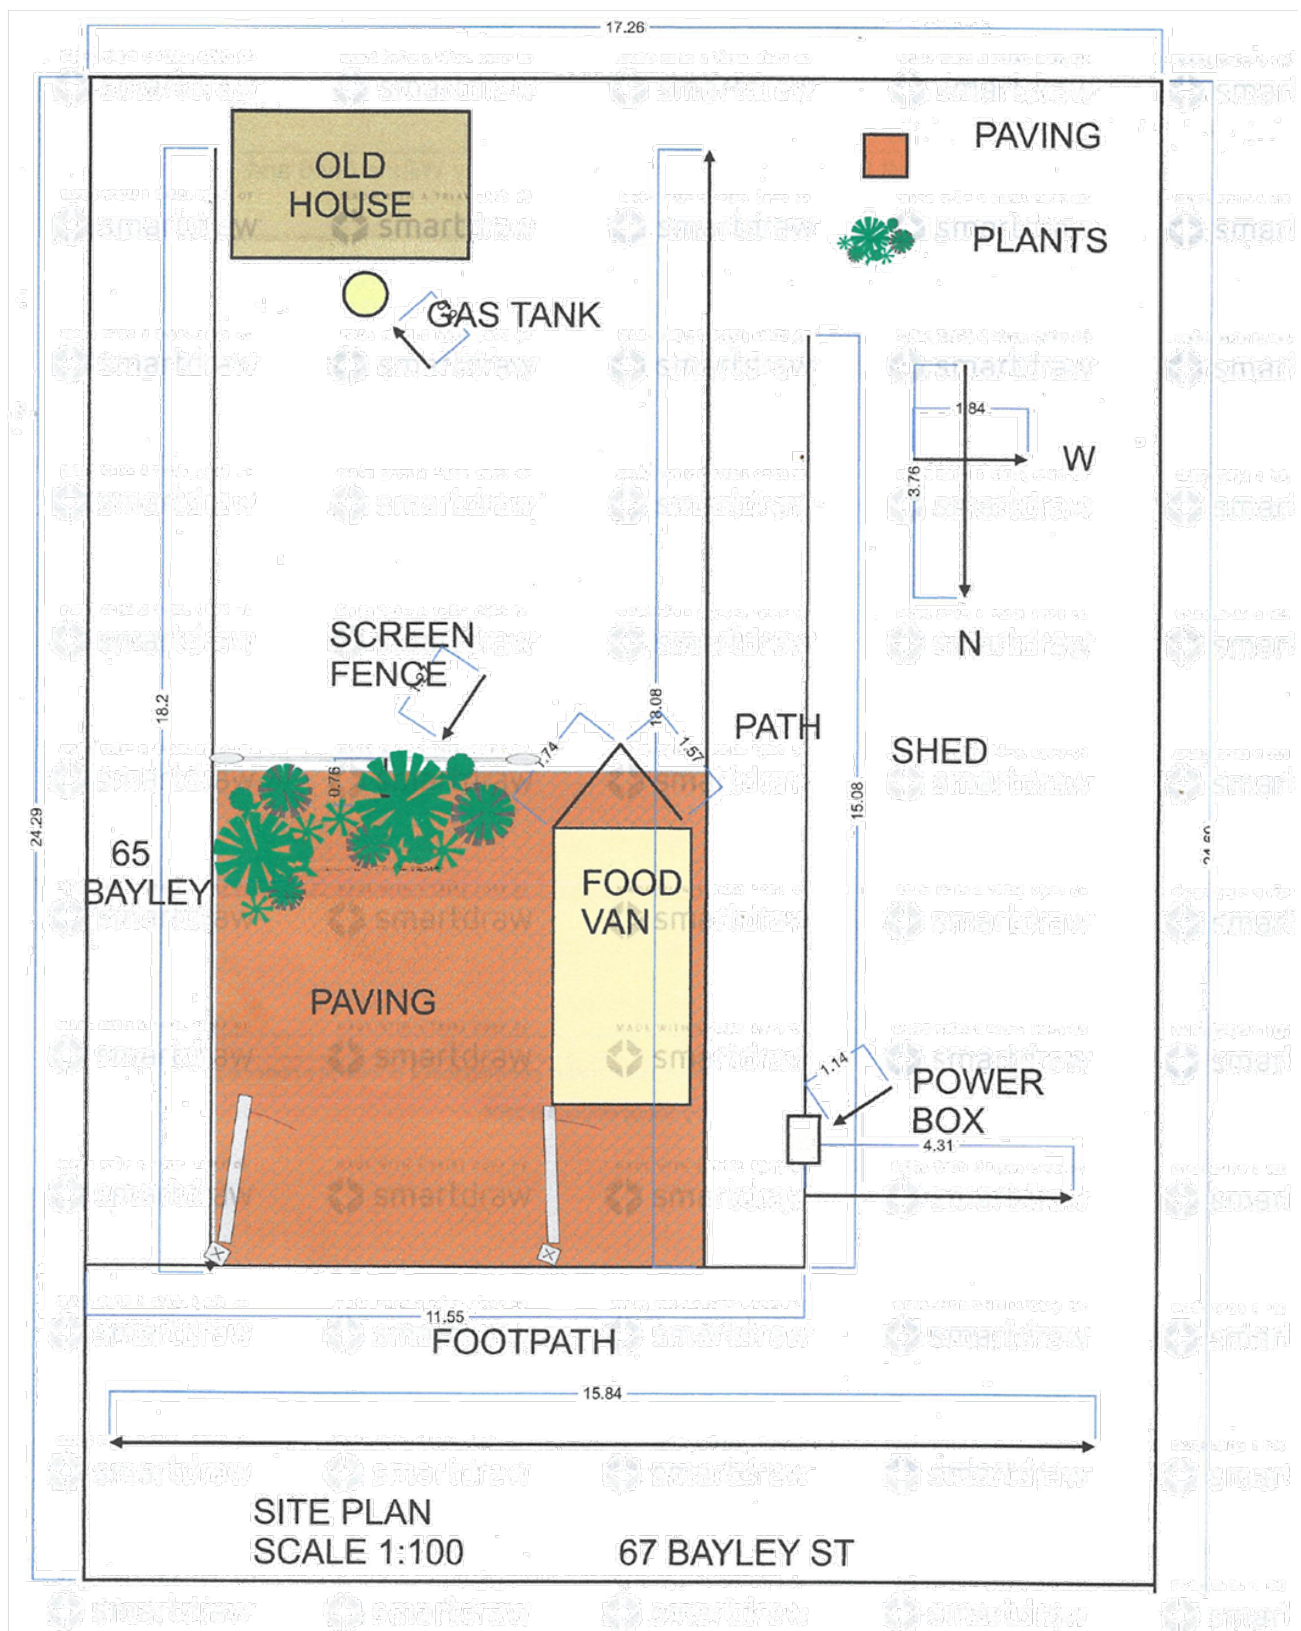 17.26
OLD
HOUSE
PAVING
PLANTS
GAS TANK
1.84
W
3.76
N
SCREEN
FENCE
18.2
18.08
1.74
1.57
PATH
SHED
0.76
15.08
24.29
65
BAYLEY
FOOD
VAN
PAVING
1.14
POWER
BOX
4.31
11.55
FOOTPATH
15.84
SITE PLAN
SCALE 1:100
67 BAYLEY ST
smartdraw